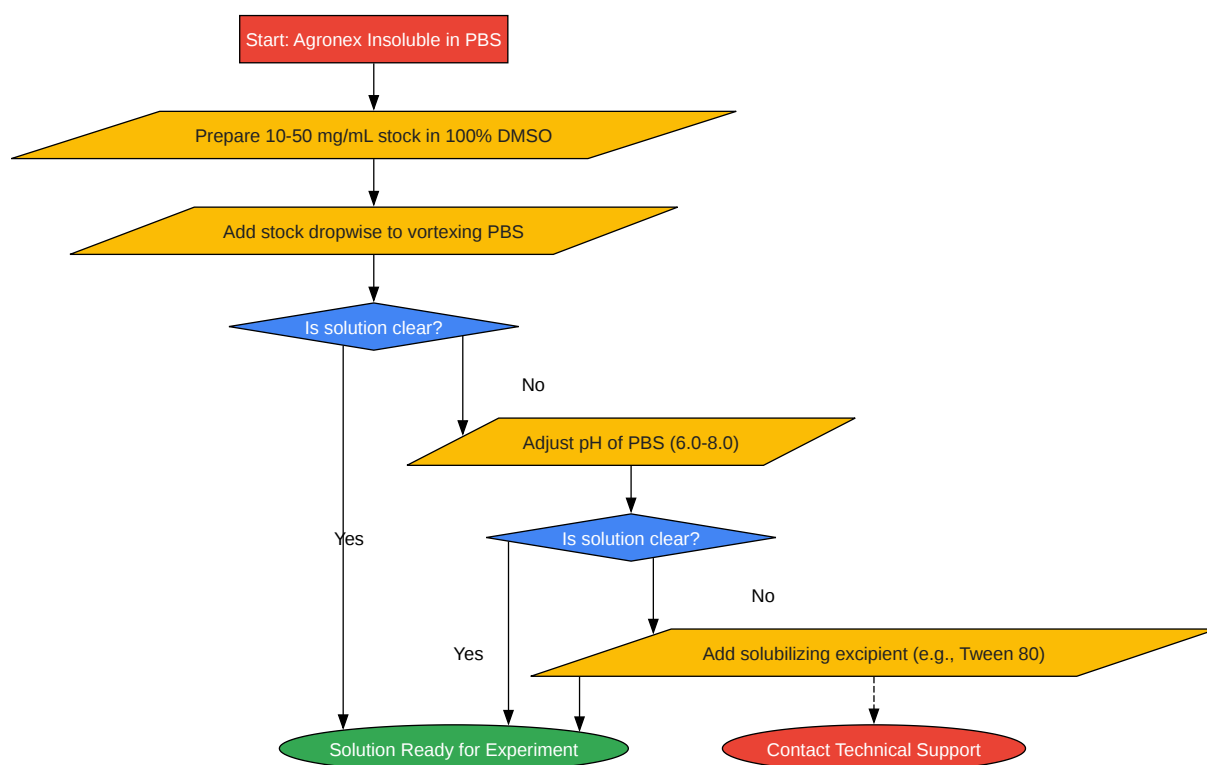 Start: Agronex Insoluble in PBS
Prepare 10-50 mg/mL stock in 100% DMSO
Add stock dropwise to vortexing PBS
Is solution clear?
No
Adjust pH of PBS (6.0-8.0)
Yes
Is solution clear?
No
Yes
Add solubilizing excipient (e.g., Tween 80)
Solution Ready for Experiment
Contact Technical Support